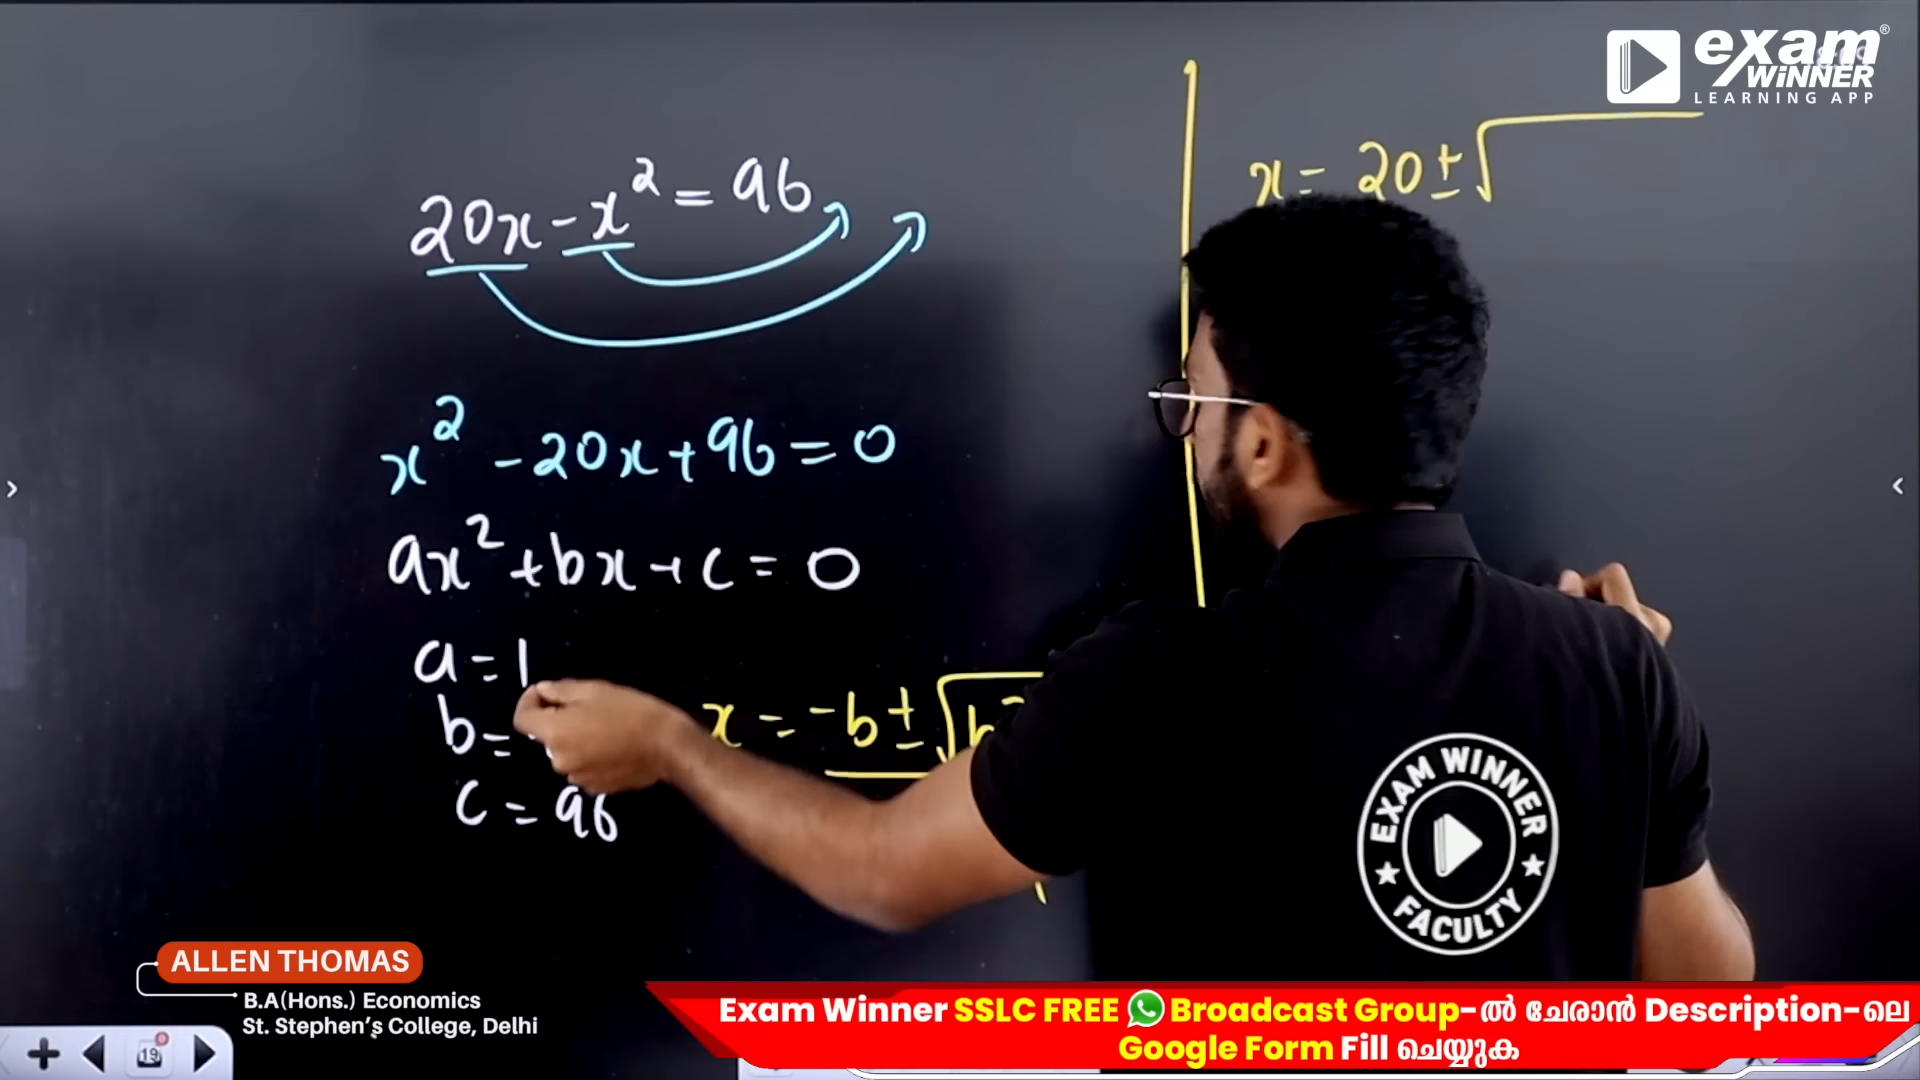 exam
WiNNER
LEARNING APP
20x - x² = 96
x² - 20x + 96 = 0
ax² + bx + c = 0
a = 1
b = -
c = 96
x = -b ± √b²
x = 20 ± √
EXAM WINNER
FACULTY
ALLEN THOMAS
B.A(Hons.) Economics
St. Stephen's College, Delhi
19
Exam Winner SSLC FREE Broadcast Group-ൽ ചേരാൻ Description-ലെ
Google Form Fill ചെയ്യുക